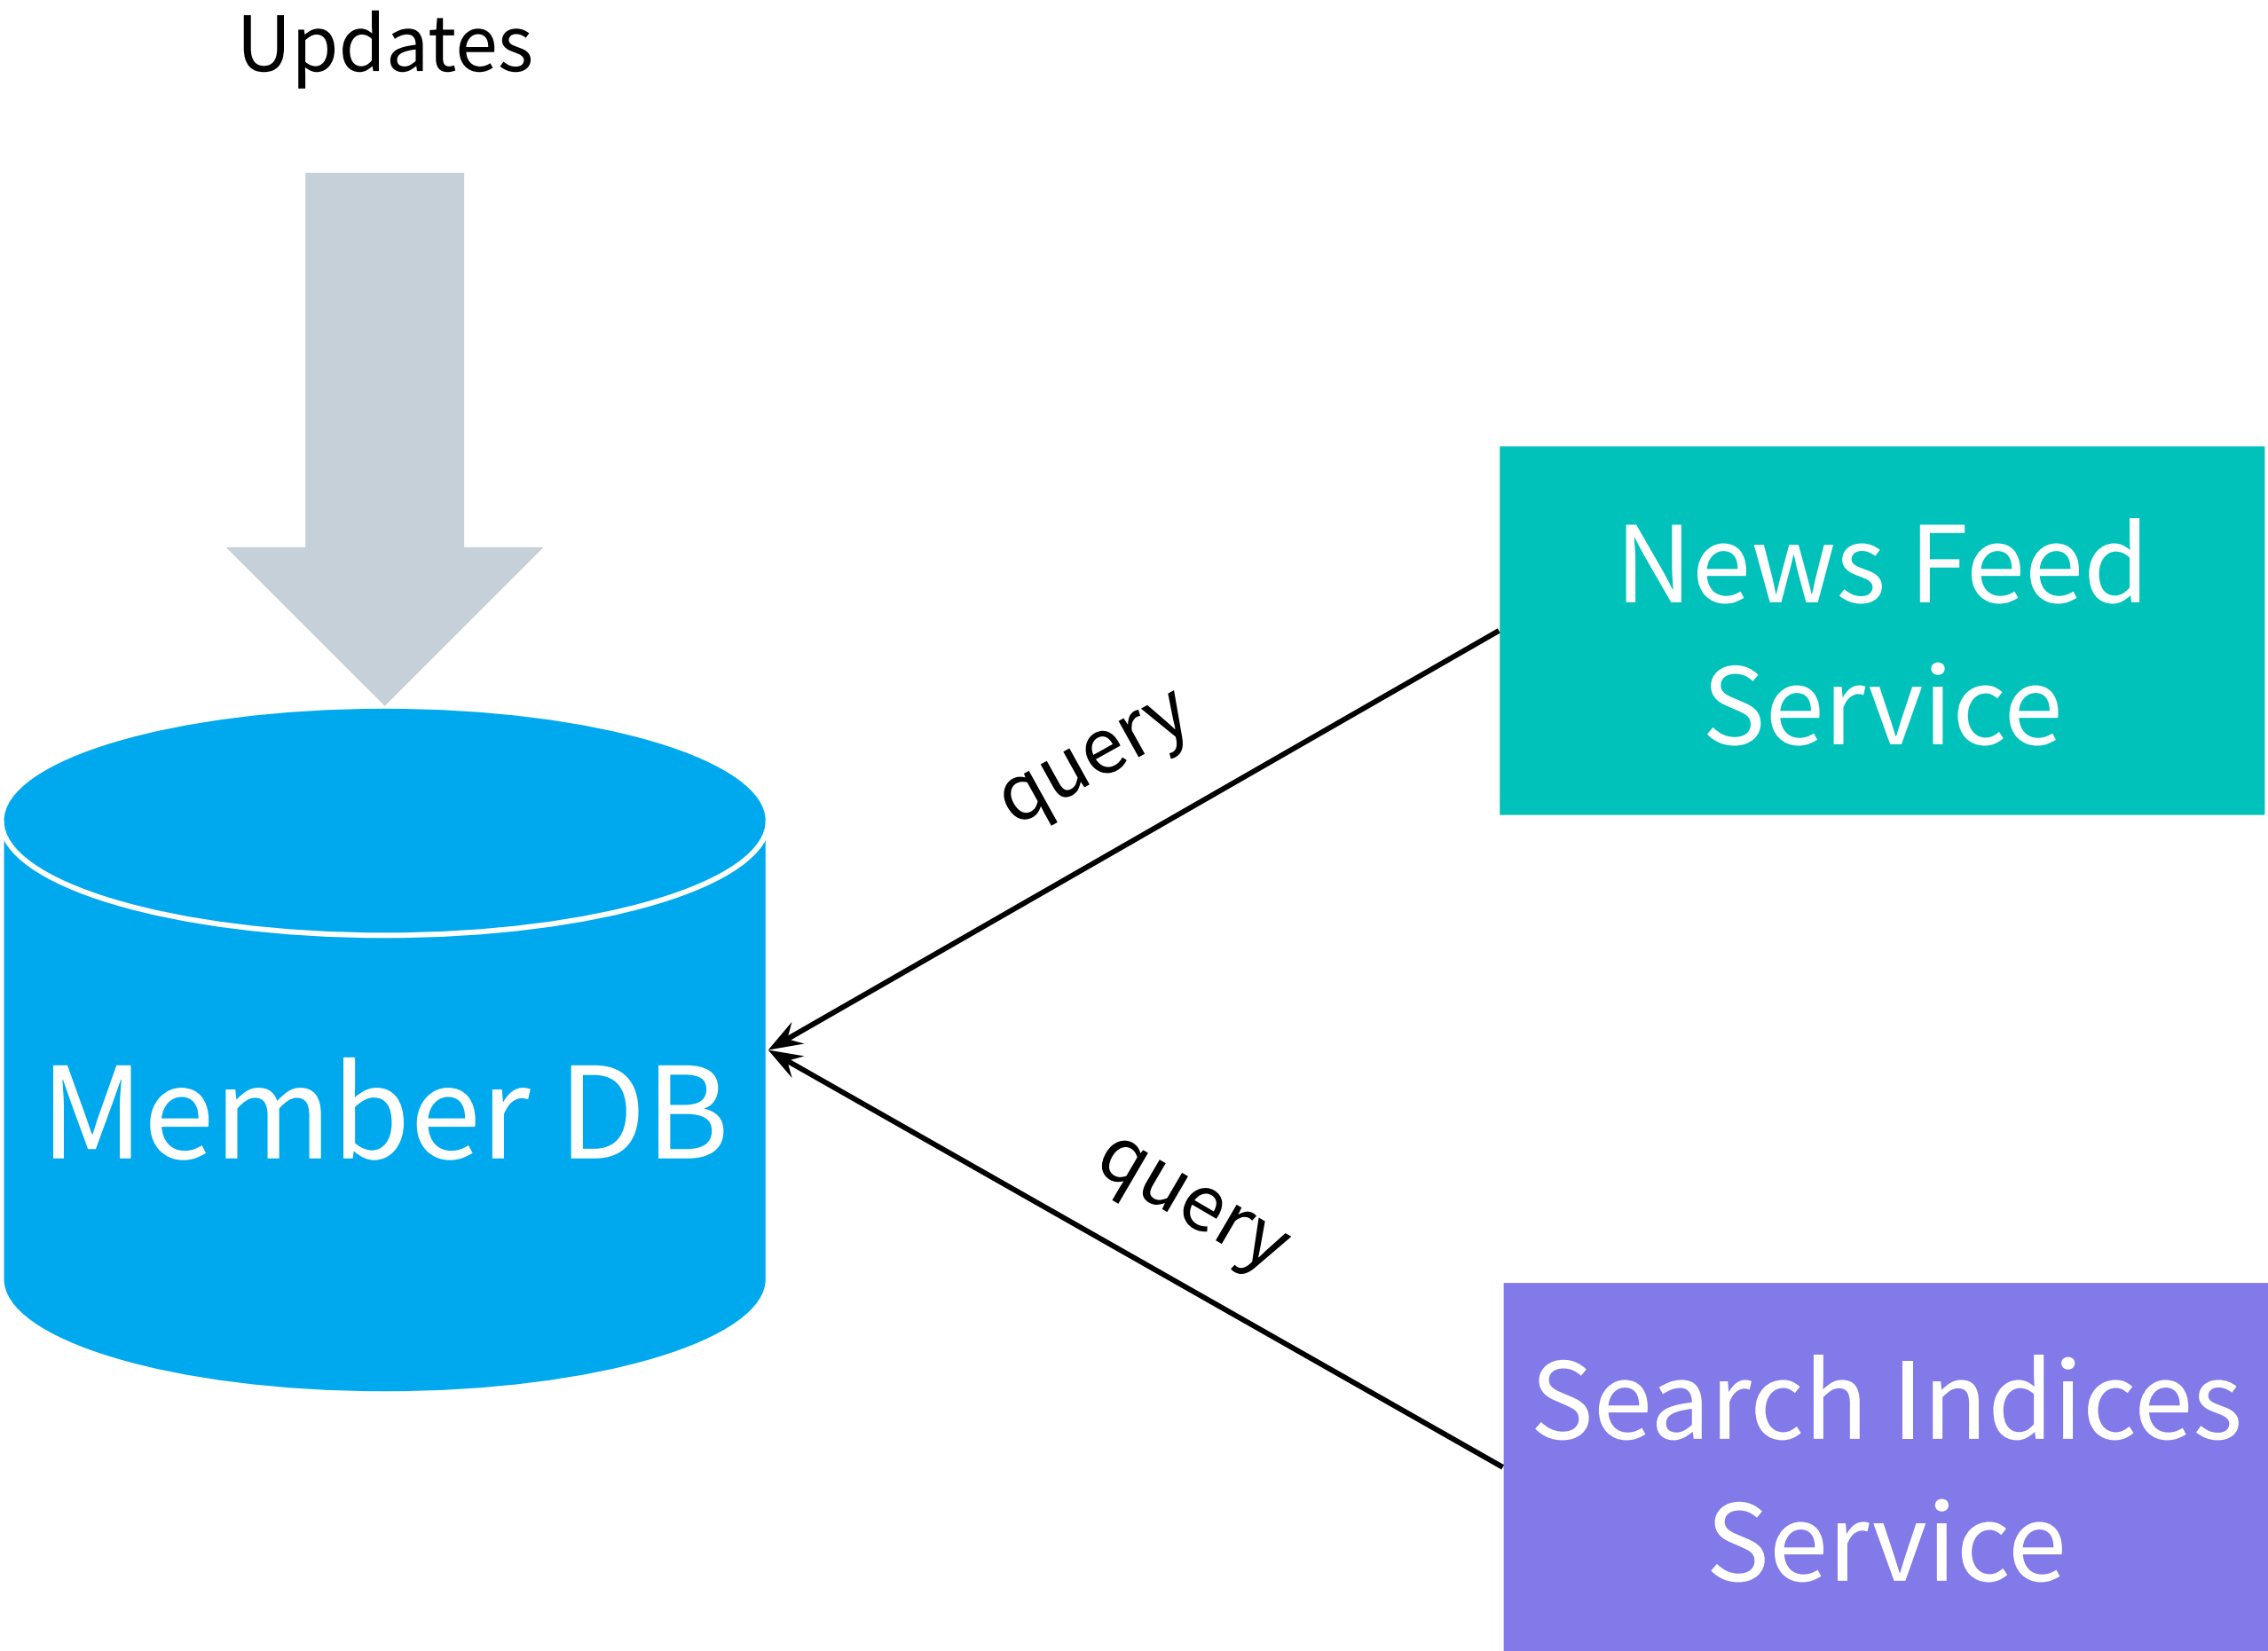 Updates
News Feed
Service
query
Member DB
query
Search Indices
Service